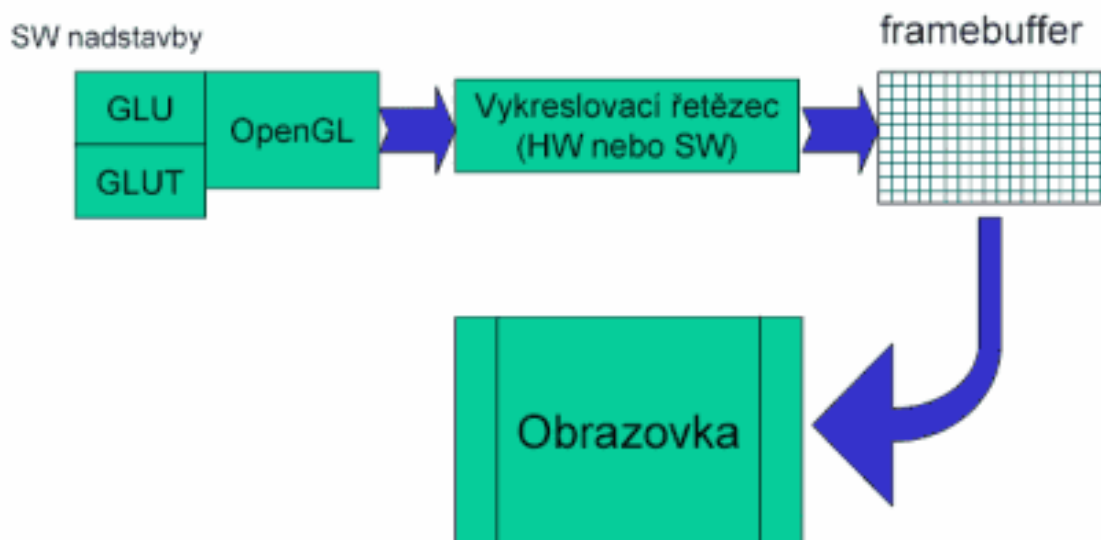 SW nadstavby
framebuffer
GLU
OpenGL
GLUT
Vykreslovací řetězec
(HW nebo SW)
Obrazovka